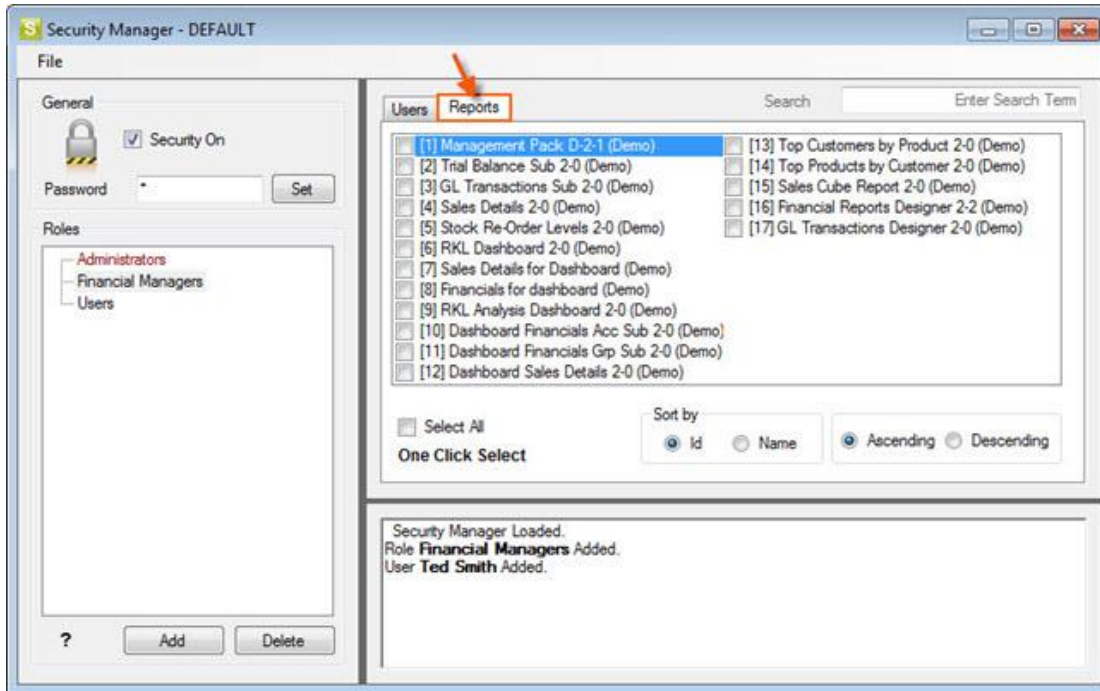 S Security Manager - DEFAULT
File
General
Security On
Password * Set
Roles
Administrators
Financial Managers
Users
? Add Delete
Users Reports Search Enter Search Term
[1] Management Pack D-2-1 (Demo)
[2] Trial Balance Sub 2-0 (Demo)
[3] GL Transactions Sub 2-0 (Demo)
[4] Sales Details 2-0 (Demo)
[5] Stock Re-Order Levels 2-0 (Demo)
[6] RKL Dashboard 2-0 (Demo)
[7] Sales Details for Dashboard (Demo)
[8] Financials for dashboard (Demo)
[9] RKL Analysis Dashboard 2-0 (Demo)
[10] Dashboard Financials Acc Sub 2-0 (Demo)
[11] Dashboard Financials Grp Sub 2-0 (Demo)
[12] Dashboard Sales Details 2-0 (Demo)
[13] Top Customers by Product 2-0 (Demo)
[14] Top Products by Customer 2-0 (Demo)
[15] Sales Cube Report 2-0 (Demo)
[16] Financial Reports Designer 2-2 (Demo)
[17] GL Transactions Designer 2-0 (Demo)
Select All
One Click Select
Sort by
Id Name Ascending Descending
Security Manager Loaded.
Role Financial Managers Added.
User Ted Smith Added.